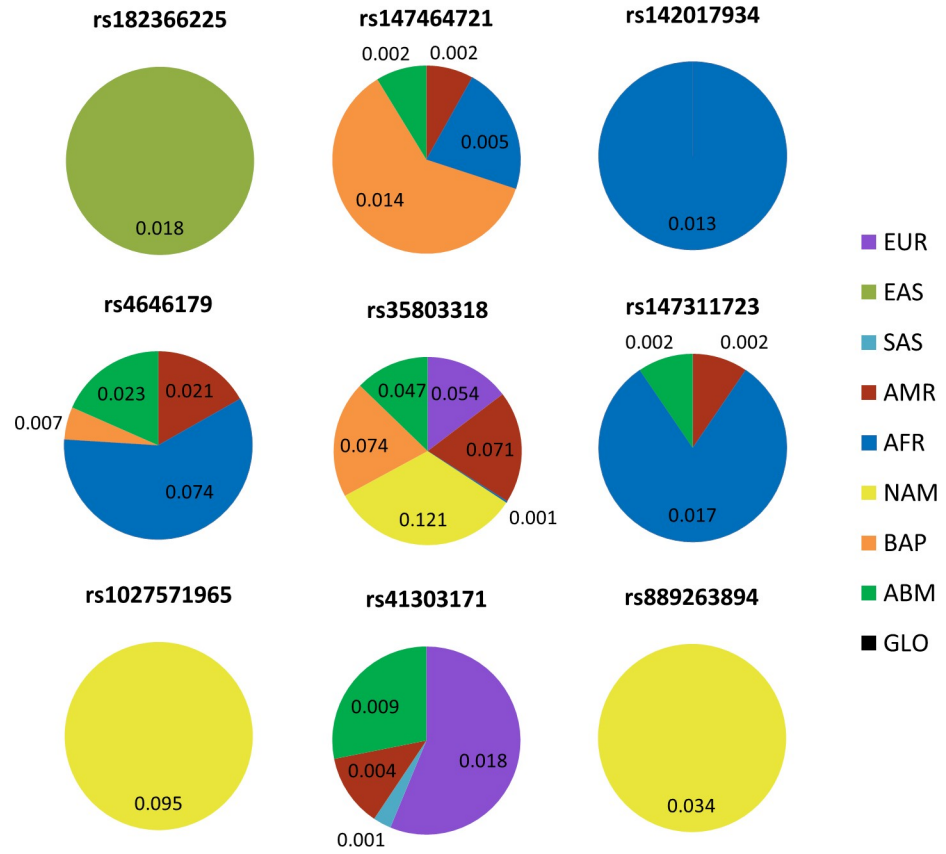 rs182366225
0.018
rs147464721
0.002
0.002
0.005
0.014
rs142017934
0.013
rs4646179
0.023
0.021
0.007
0.074
rs35803318
0.047
0.054
0.074
0.071
0.121
0.001
rs147311723
0.002
0.002
0.017
rs1027571965
0.095
rs41303171
0.009
0.018
0.004
0.001
rs889263894
0.034
EUR
EAS
SAS
AMR
AFR
NAM
BAP
ABM
GLO